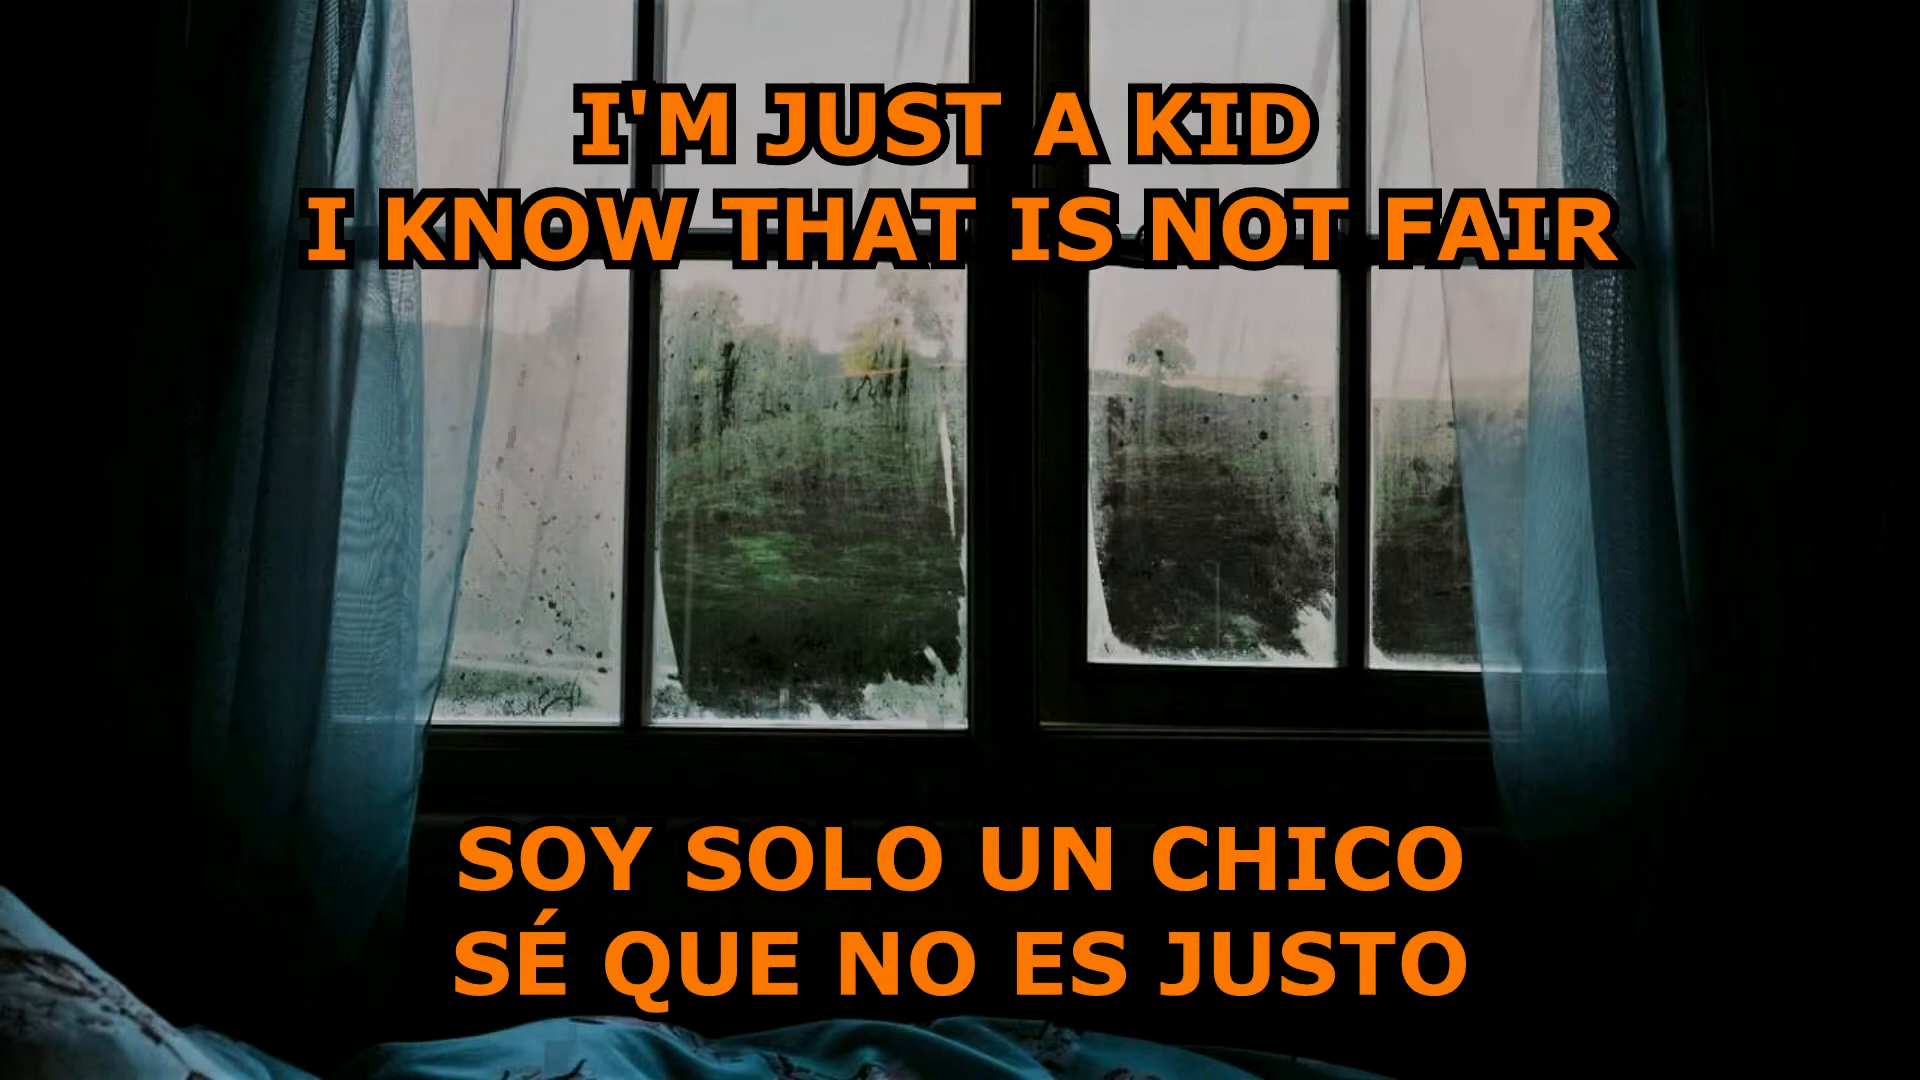 I'M JUST A KID
I KNOW THAT IS NOT FAIR
SOY SOLO UN CHICO
SÉ QUE NO ES JUSTO